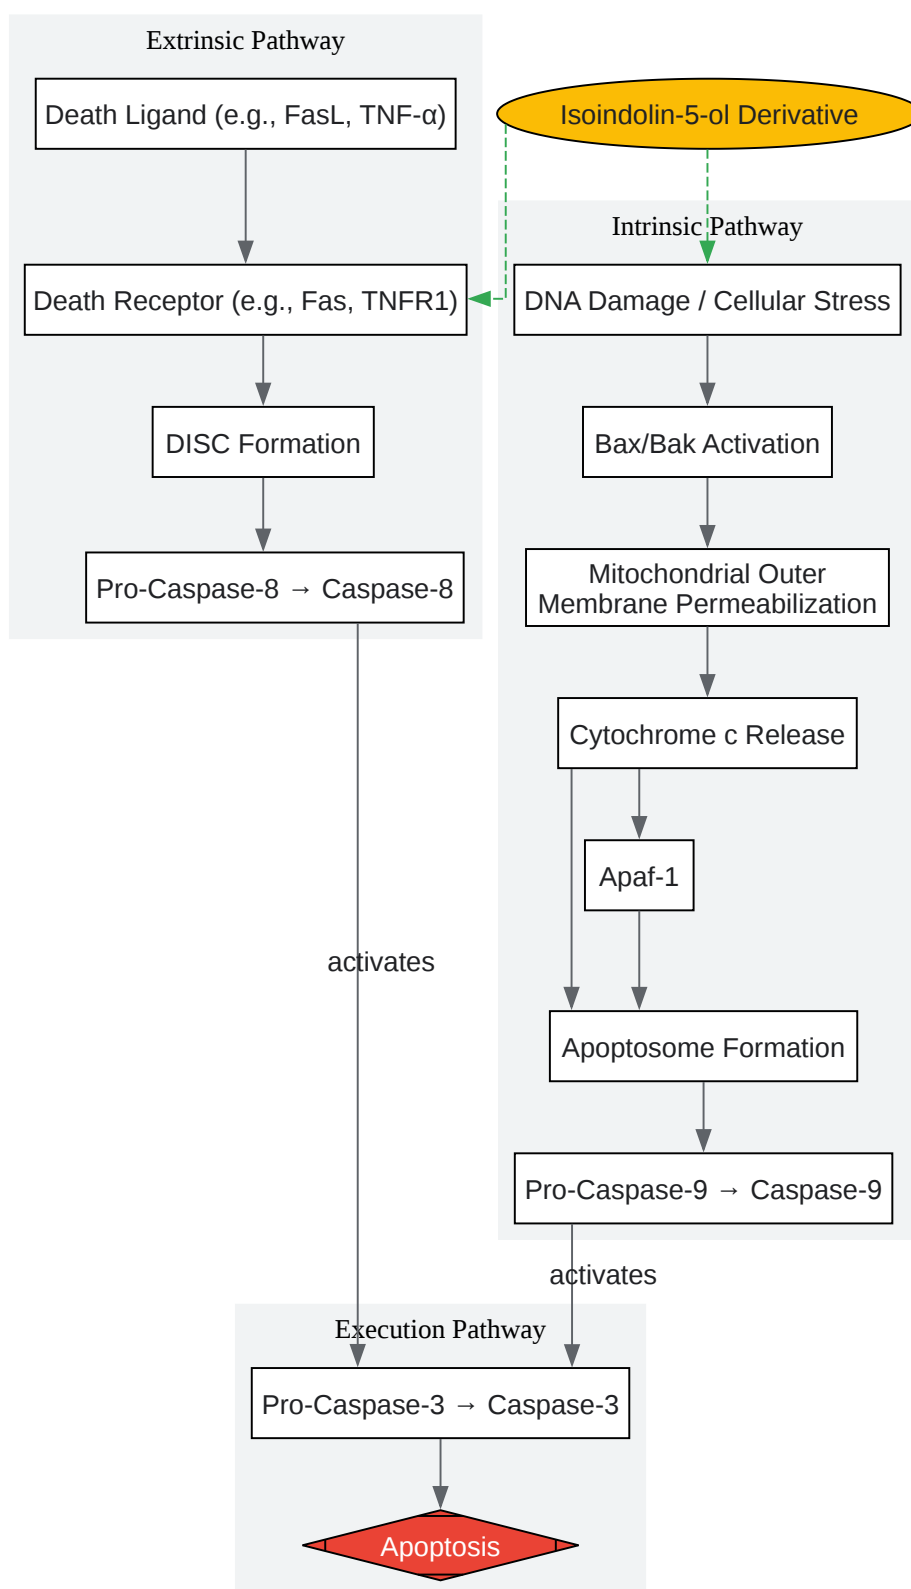 Extrinsic Pathway
Death Ligand (e.g., FasL, TNF-α)
Isoindolin-5-ol Derivative
Intrinsic Pathway
Death Receptor (e.g., Fas, TNFR1)
DNA Damage / Cellular Stress
DISC Formation
Bax/Bak Activation
Pro-Caspase-8 → Caspase-8
Mitochondrial Outer
Membrane Permeabilization
Cytochrome c Release
Apaf-1
activates
Apoptosome Formation
Pro-Caspase-9 → Caspase-9
activates
Execution Pathway
Pro-Caspase-3 → Caspase-3
Apoptosis